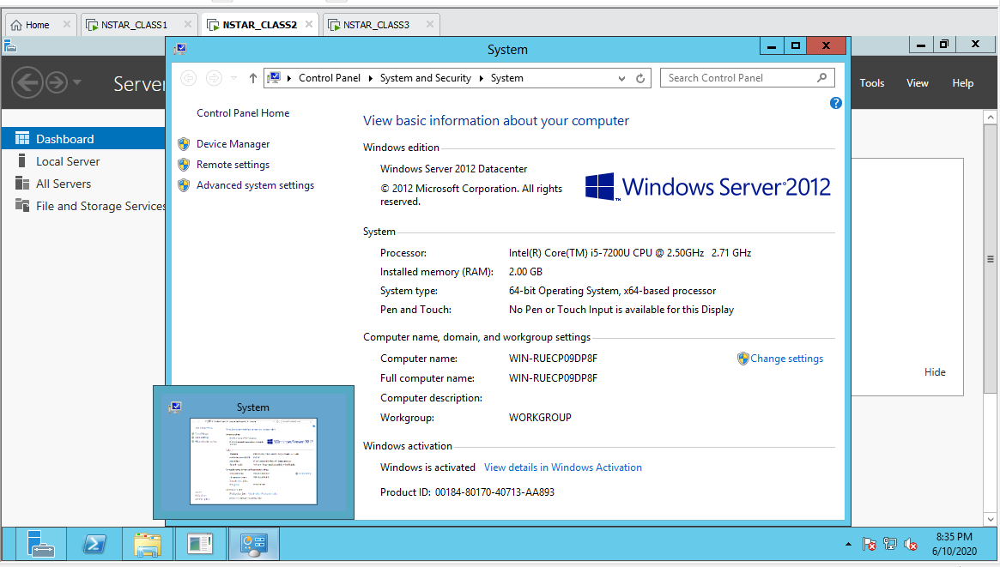 Home
NSTAR_CLASS1
NSTAR_CLASS2
NSTAR_CLASS3
System
Server
Tools View Help
Control Panel System and Security System
Search Control Panel
Dashboard
Local Server
All Servers
File and Storage Services
Control Panel Home
Device Manager
Remote settings
Advanced system settings
View basic information about your computer
Windows edition
Windows Server 2012 Datacenter
© 2012 Microsoft Corporation. All rights
reserved.
Windows Server 2012
System
Processor: Intel(R) Core(TM) i5-7200U CPU @ 2.50GHz 2.71 GHz
Installed memory (RAM): 2.00 GB
System type: 64-bit Operating System, x64-based processor
Pen and Touch: No Pen or Touch Input is available for this Display
Computer name, domain, and workgroup settings
Computer name: WIN-RUECP09DP8F
Change settings
Full computer name: WIN-RUECP09DP8F
Computer description:
Workgroup: WORKGROUP
Windows activation
Windows is activated View details in Windows Activation
Product ID: 00184-80170-40713-AA893
Hide
System
8:35 PM
6/10/2020